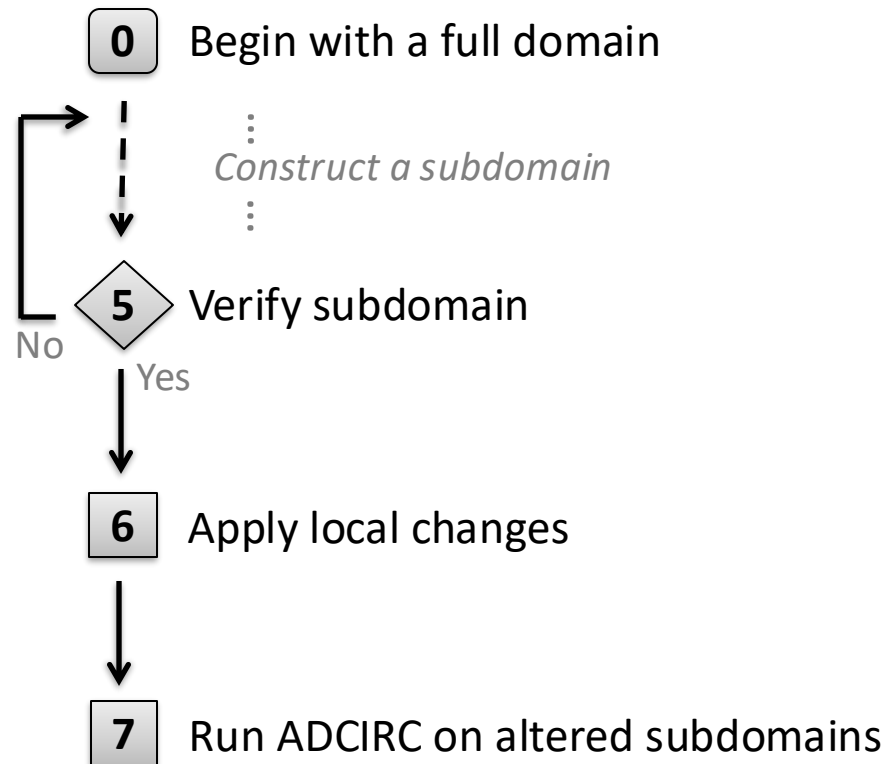 0 Begin with a full domain
⋮
Construct a subdomain
⋮
5 Verify subdomain
No
Yes
6 Apply local changes
7 Run ADCIRC on altered subdomains